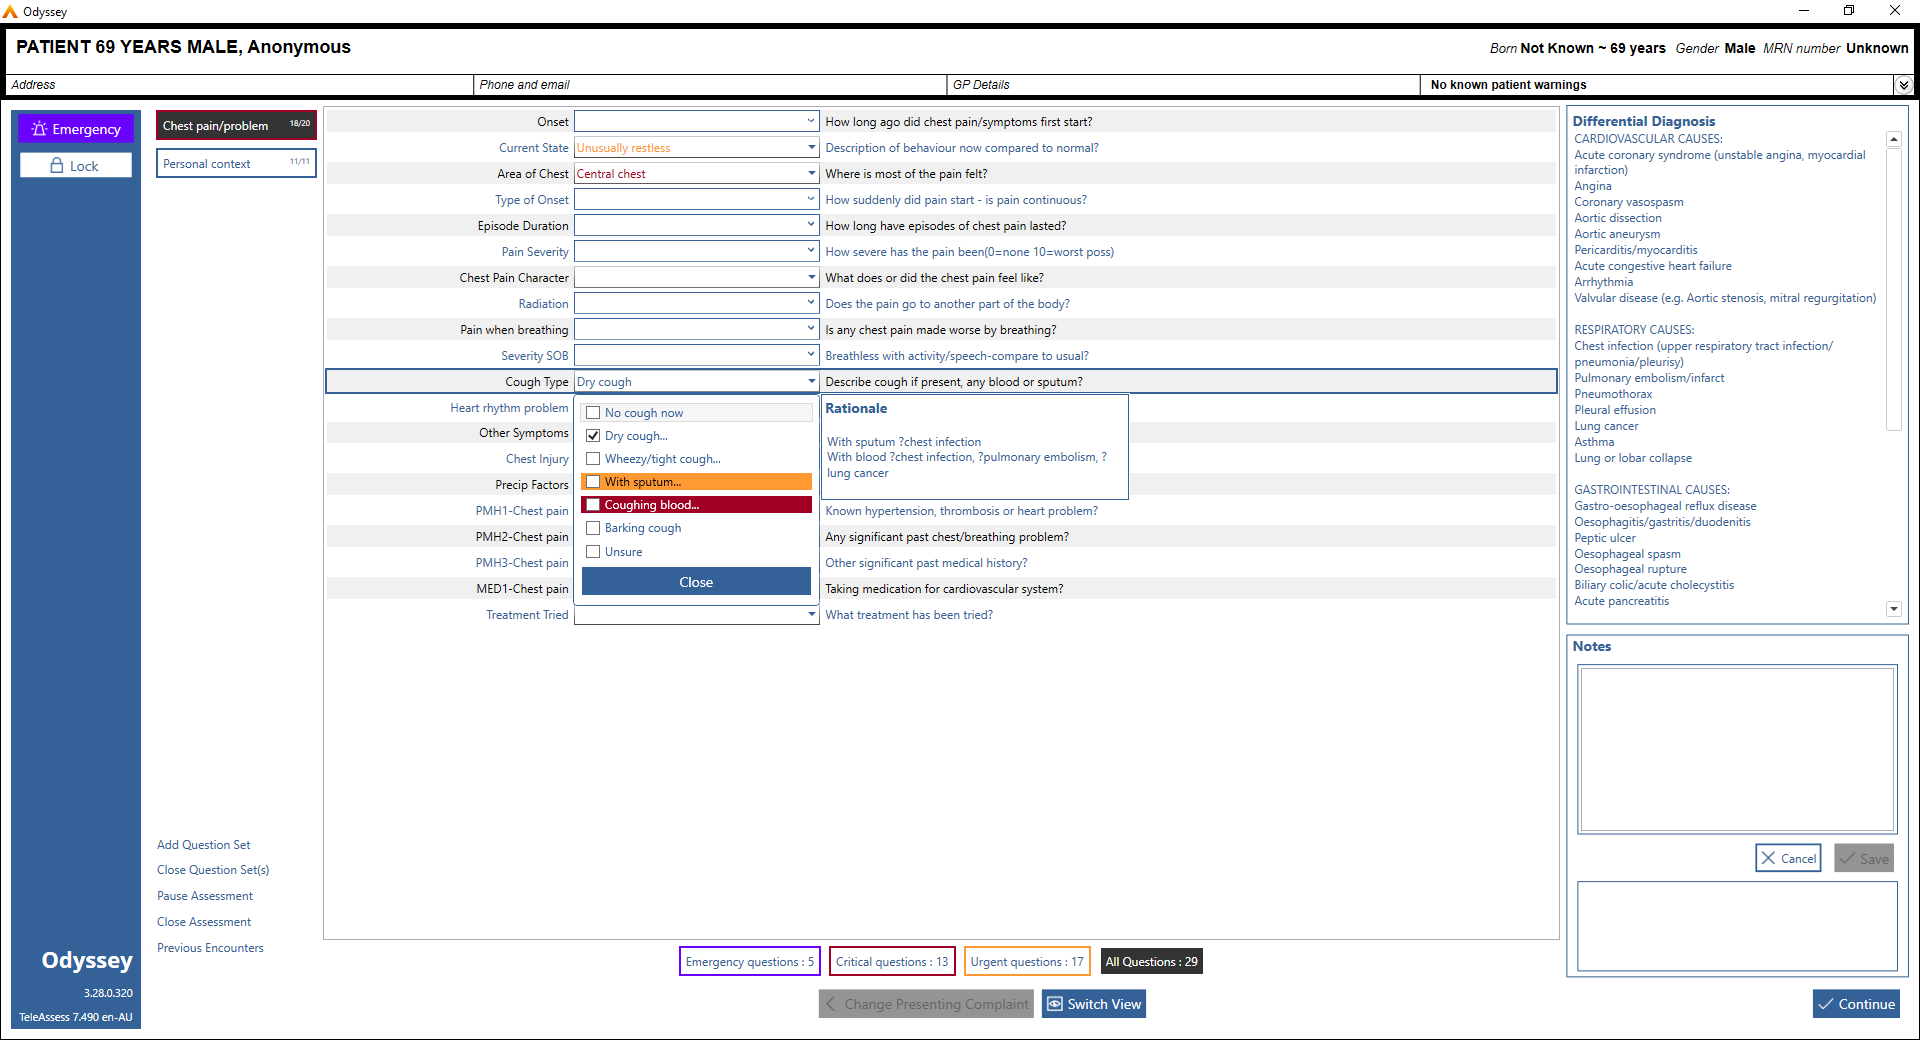 Odyssey
PATIENT 69 YEARS MALE, Anonymous
Born Not Known ~ 69 years Gender Male MRN number Unknown
Address
Phone and email
GP Details
No known patient warnings
Emergency
Lock
Chest pain/problem 18/20
Personal context 11/11
Onset How long ago did chest pain/symptoms first start?
Current State Unusually restless Description of behaviour now compared to normal?
Area of Chest Central chest Where is most of the pain felt?
Type of Onset How suddenly did pain start - is pain continuous?
Episode Duration How long have episodes of chest pain lasted?
Pain Severity How severe has the pain been(0=none 10=worst poss)
Chest Pain Character What does or did the chest pain feel like?
Radiation Does the pain go to another part of the body?
Pain when breathing Is any chest pain made worse by breathing?
Severity SOB Breathless with activity/speech-compare to usual?
Cough Type Dry cough Describe cough if present, any blood or sputum?
Heart rhythm problem
Other Symptoms
Chest Injury
Precip Factors
PMH1-Chest pain Known hypertension, thrombosis or heart problem?
PMH2-Chest pain Any significant past chest/breathing problem?
PMH3-Chest pain Other significant past medical history?
MED1-Chest pain Taking medication for cardiovascular system?
Treatment Tried What treatment has been tried?
No cough now
Dry cough...
Wheezy/tight cough...
With sputum...
Coughing blood...
Barking cough
Unsure
Close
Rationale
With sputum ?chest infection
With blood ?chest infection, ?pulmonary embolism, ?
lung cancer
Differential Diagnosis
CARDIOVASCULAR CAUSES:
Acute coronary syndrome (unstable angina, myocardial
infarction)
Angina
Coronary vasospasm
Aortic dissection
Aortic aneurysm
Pericarditis/myocarditis
Acute congestive heart failure
Arrhythmia
Valvular disease (e.g. Aortic stenosis, mitral regurgitation)
RESPIRATORY CAUSES:
Chest infection (upper respiratory tract infection/
pneumonia/pleurisy)
Pulmonary embolism/infarct
Pneumothorax
Pleural effusion
Lung cancer
Asthma
Lung or lobar collapse
GASTROINTESTINAL CAUSES:
Gastro-oesophageal reflux disease
Oesophagitis/gastritis/duodenitis
Peptic ulcer
Oesophageal spasm
Oesophageal rupture
Biliary colic/acute cholecystitis
Acute pancreatitis
Notes
Cancel
Save
Add Question Set
Close Question Set(s)
Pause Assessment
Close Assessment
Previous Encounters
Odyssey
3.28.0.320
TeleAssess 7.490 en-AU
Emergency questions : 5
Critical questions : 13
Urgent questions : 17
All Questions : 29
Change Presenting Complaint
Switch View
Continue